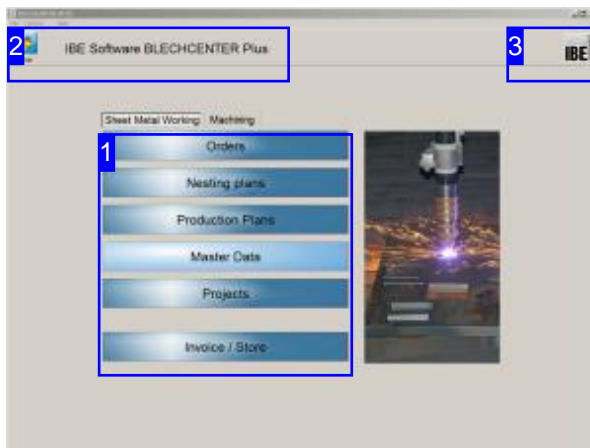 2
IBE Software BLECHCENTER Plus
3
IBE
Sheet Metal Working
Machining
1
Orders
Nesting plans
Production Plans
Master Data
Projects
Invoice / Store